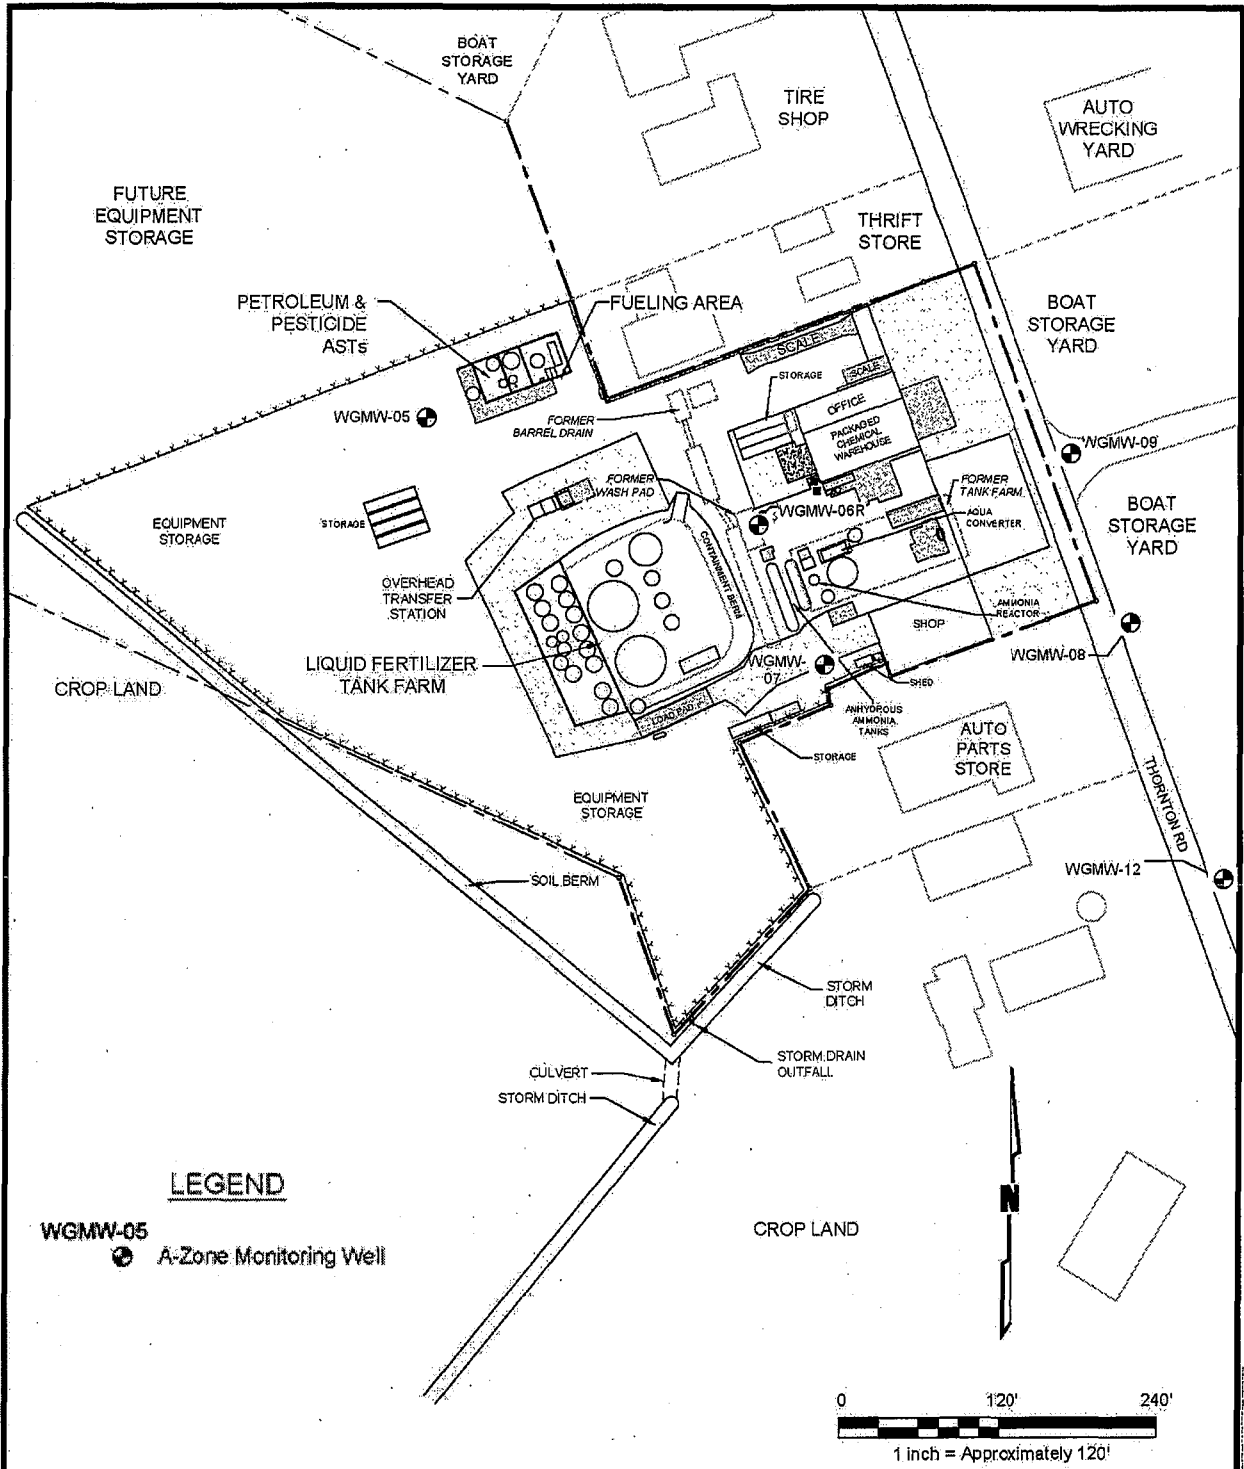 BOAT
STORAGE
YARD
TIRE
SHOP
AUTO
WRECKING
YARD
FUTURE
EQUIPMENT
STORAGE
THRIFT
STORE
PETROLEUM &
PESTICIDE
ASTs
FUELING AREA
BOAT
STORAGE
YARD
SCALE
STORAGE
SCALE
OFFICE
PACKAGED
CHEMICAL
WAREHOUSE
WGMW-05
FORMER
BARREL DRAIN
WGMW-09
FORMER
WASH PAD
FORMER
TANK FARM
WGMW-06R
AQUA
CONVERTER
BOAT
STORAGE
YARD
EQUIPMENT
STORAGE
STORAGE
CONTAINMENT BERM
OVERHEAD
TRANSFER
STATION
AMMONIA
REACTOR
SHOP
WGMW-08
LIQUID FERTILIZER
TANK FARM
WGMW-
07
SHED
CROP LAND
LOAD PAD
ANHYDROUS
AMMONIA
TANKS
STORAGE
AUTO
PARTS
STORE
EQUIPMENT
STORAGE
THORNTON RD
WGMW-12
SOIL BERM
STORM
DITCH
STORM DRAIN
OUTFALL
CULVERT
STORM DITCH
LEGEND
WGMW-05
A-Zone Monitoring Well
CROP LAND
N
0 120' 240'
1 inch = Approximately 120'